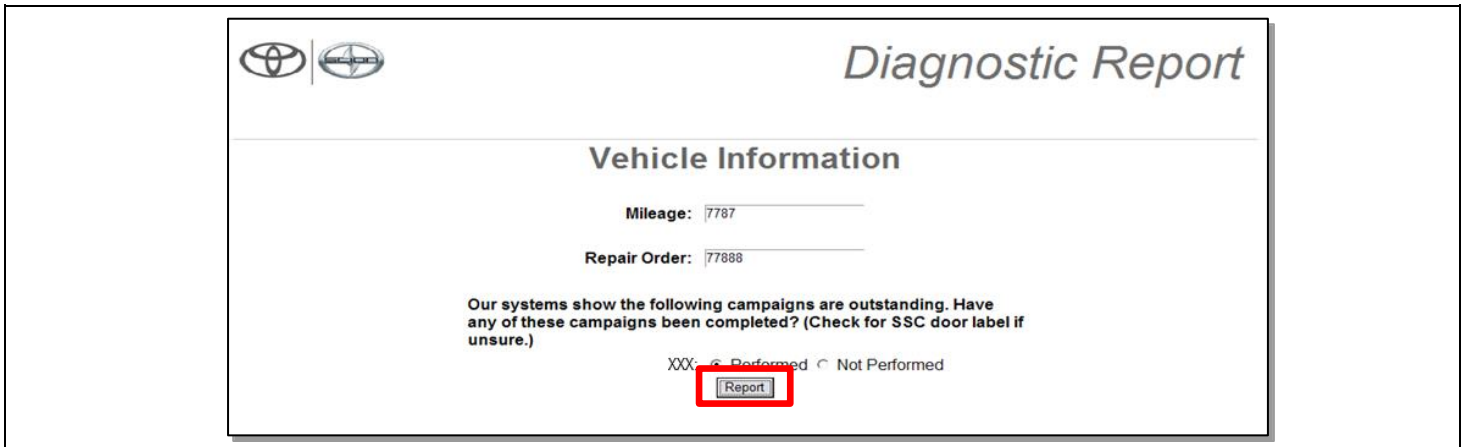 SCION
Diagnostic Report
Vehicle Information
Mileage: 7787
Repair Order: 77888
Our systems show the following campaigns are outstanding. Have
any of these campaigns been completed? (Check for SSC door label if
unsure.)
XXX: Performed Not Performed
Report